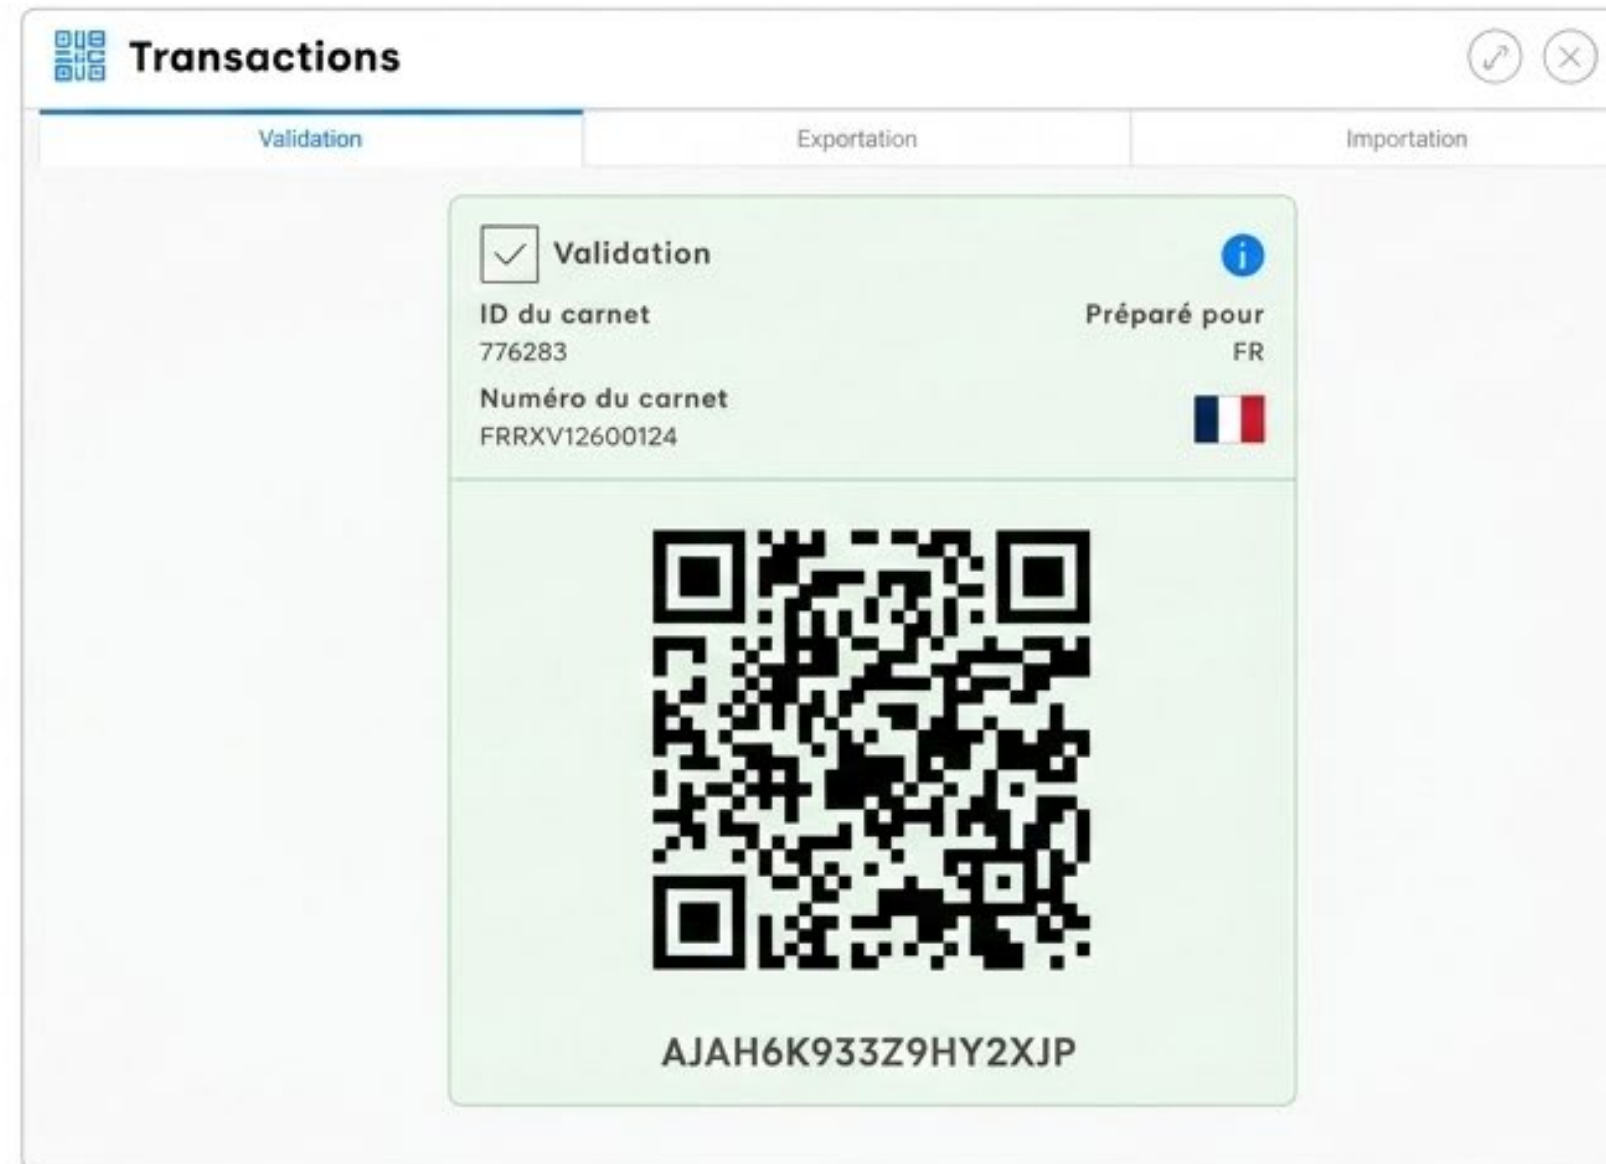 Transactions
Validation
Exportation
Importation
Validation
i
ID du carnet
Préparé pour
776283
FR
Numéro du carnet
FRRXV12600124
AJAH6K933Z9HY2XJP